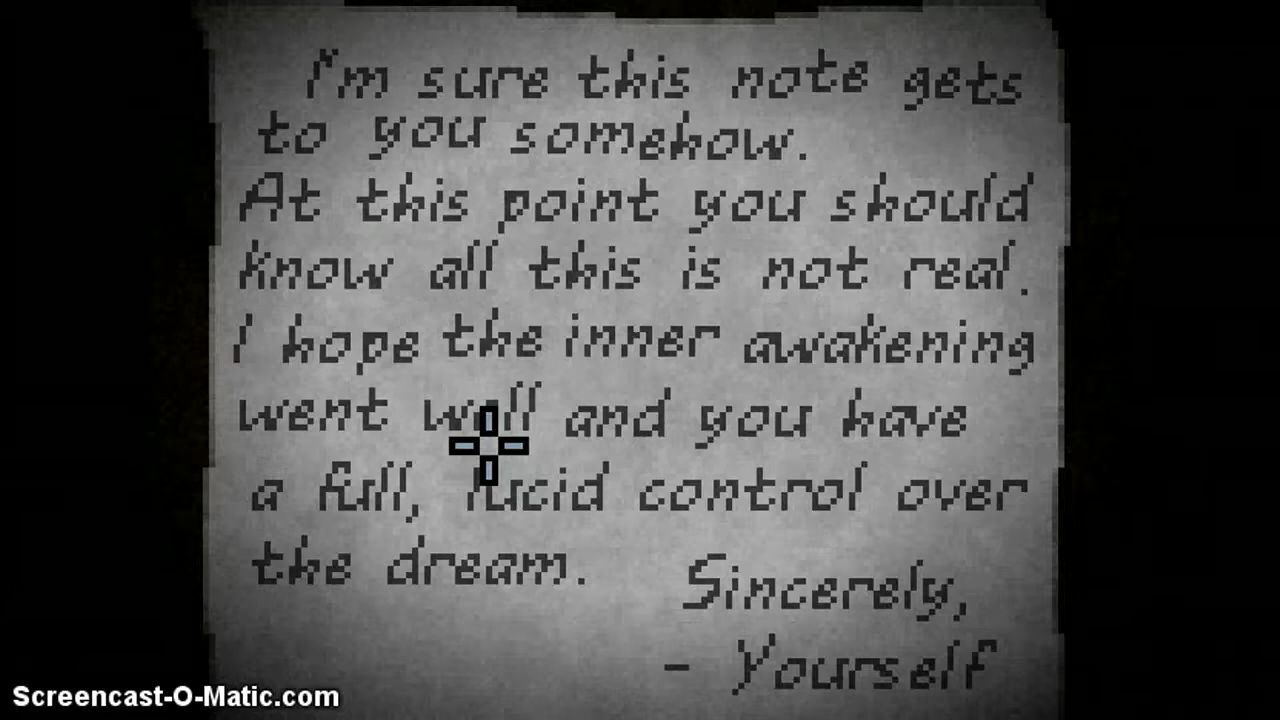 I'm sure this note gets
to you somehow.
At this point you should
know all this is not real.
I hope the inner awakening
went well and you have
a full, lucid control over
the dream.
Sincerely,
- Yourself
Screencast-O-Matic.com